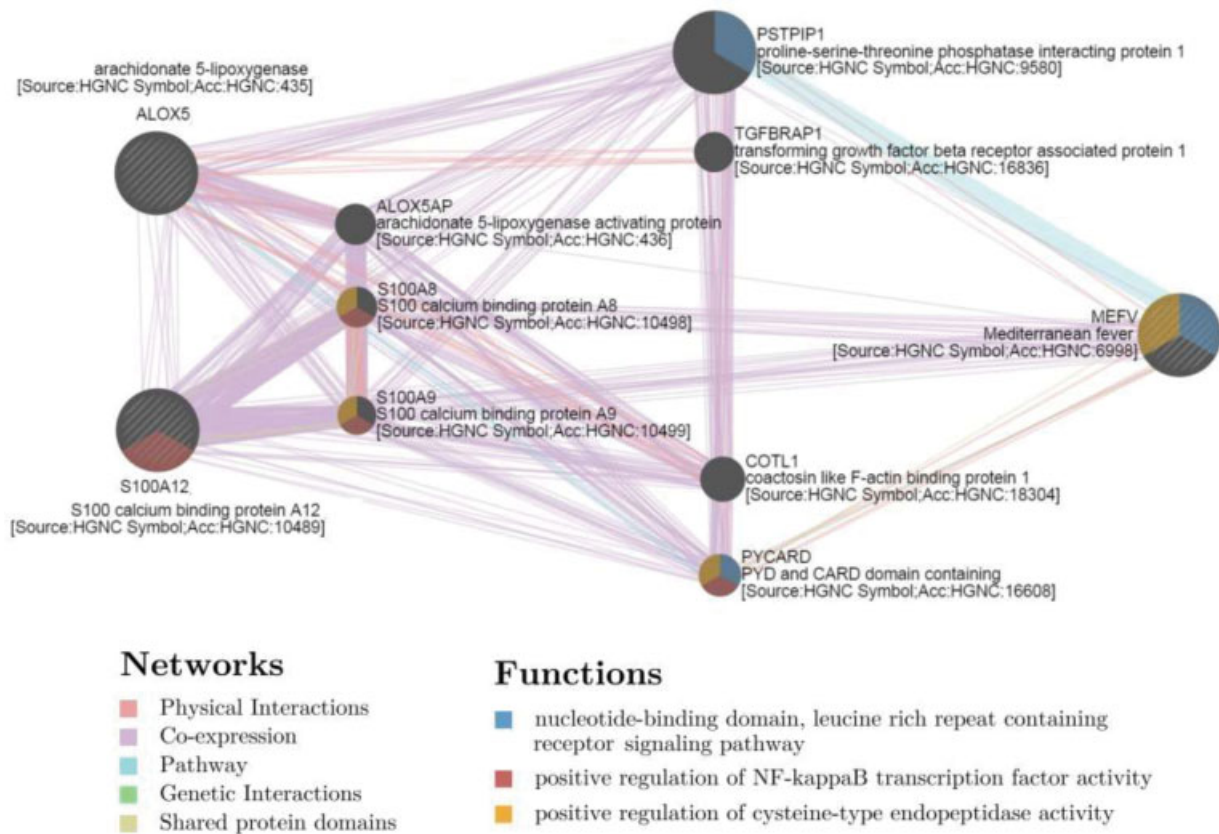 PSTPIP1
proline-serine-threonine phosphatase interacting protein 1
[Source:HGNC Symbol;Acc:HGNC:9580]
arachidonate 5-lipoxygenase
[Source:HGNC Symbol;Acc:HGNC:435]
ALOX5
TGFBRAP1
transforming growth factor beta receptor associated protein 1
[Source:HGNC Symbol;Acc:HGNC:16836]
ALOX5AP
arachidonate 5-lipoxygenase activating protein
[Source:HGNC Symbol;Acc:HGNC:436]
S100A8
S100 calcium binding protein A8
[Source:HGNC Symbol;Acc:HGNC:10498]
MEFV
Mediterranean fever
[Source:HGNC Symbol;Acc:HGNC:6998]
S100A9
S100 calcium binding protein A9
[Source:HGNC Symbol;Acc:HGNC:10499]
S100A12
S100 calcium binding protein A12
[Source:HGNC Symbol;Acc:HGNC:10489]
COTL1
coactosin like F-actin binding protein 1
[Source:HGNC Symbol;Acc:HGNC:18304]
PYCARD
PYD and CARD domain containing
[Source:HGNC Symbol;Acc:HGNC:16608]
Networks
Physical Interactions
Co-expression
Pathway
Genetic Interactions
Shared protein domains
Functions
nucleotide-binding domain, leucine rich repeat containing
receptor signaling pathway
positive regulation of NF-kappaB transcription factor activity
positive regulation of cysteine-type endopeptidase activity